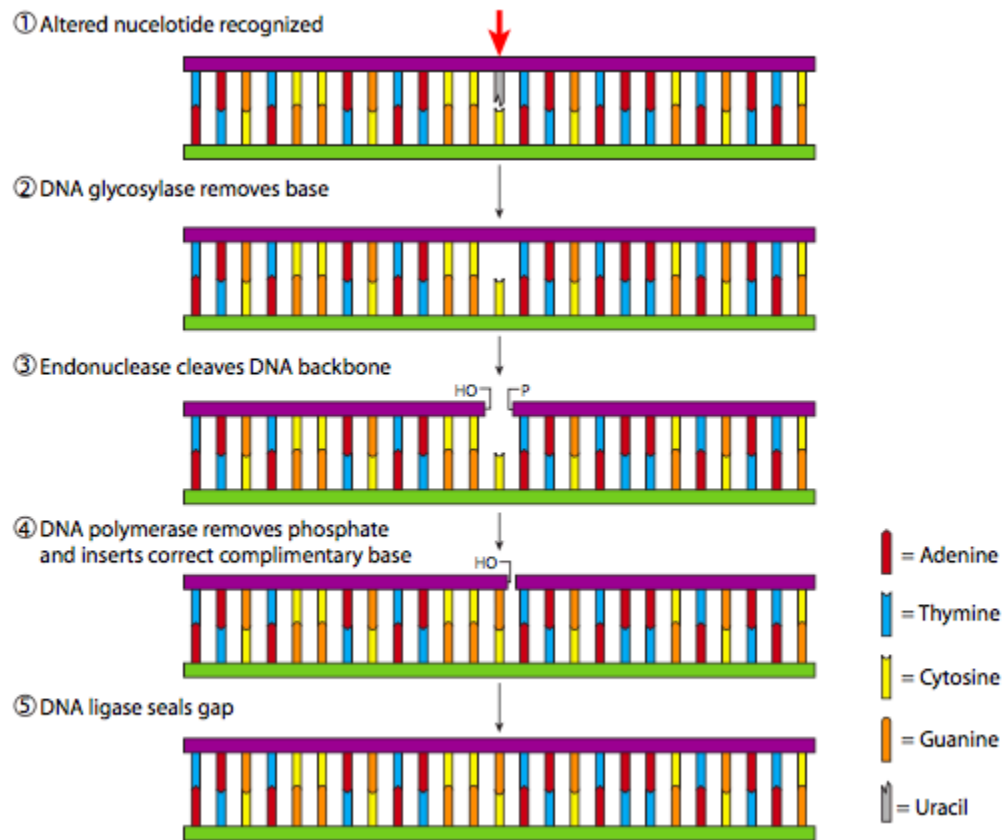 ① Altered nucelotide recognized
② DNA glycosylase removes base
③ Endonuclease cleaves DNA backbone
HO P
④ DNA polymerase removes phosphate
and inserts correct complimentary base
HO
⑤ DNA ligase seals gap
= Adenine
= Thymine
= Cytosine
= Guanine
= Uracil